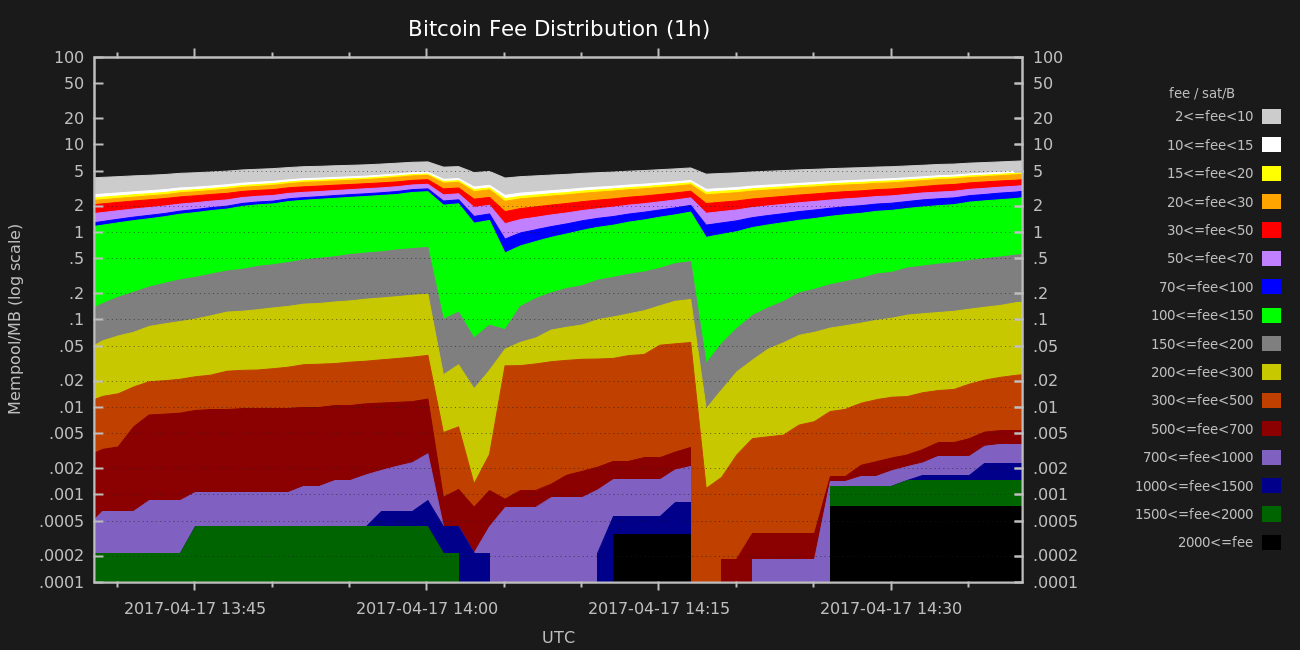 Bitcoin Fee Distribution (1h)
Mempool/MB (log scale)
100
50
20
10
5
2
1
.5
.2
.1
.05
.02
.01
.005
.002
.001
.0005
.0002
.0001
100
50
20
10
5
2
1
.5
.2
.1
.05
.02
.01
.005
.002
.001
.0005
.0002
.0001
2017-04-17 13:45
2017-04-17 14:00
2017-04-17 14:15
2017-04-17 14:30
UTC
fee / sat/B
2<=fee<10
10<=fee<15
15<=fee<20
20<=fee<30
30<=fee<50
50<=fee<70
70<=fee<100
100<=fee<150
150<=fee<200
200<=fee<300
300<=fee<500
500<=fee<700
700<=fee<1000
1000<=fee<1500
1500<=fee<2000
2000<=fee